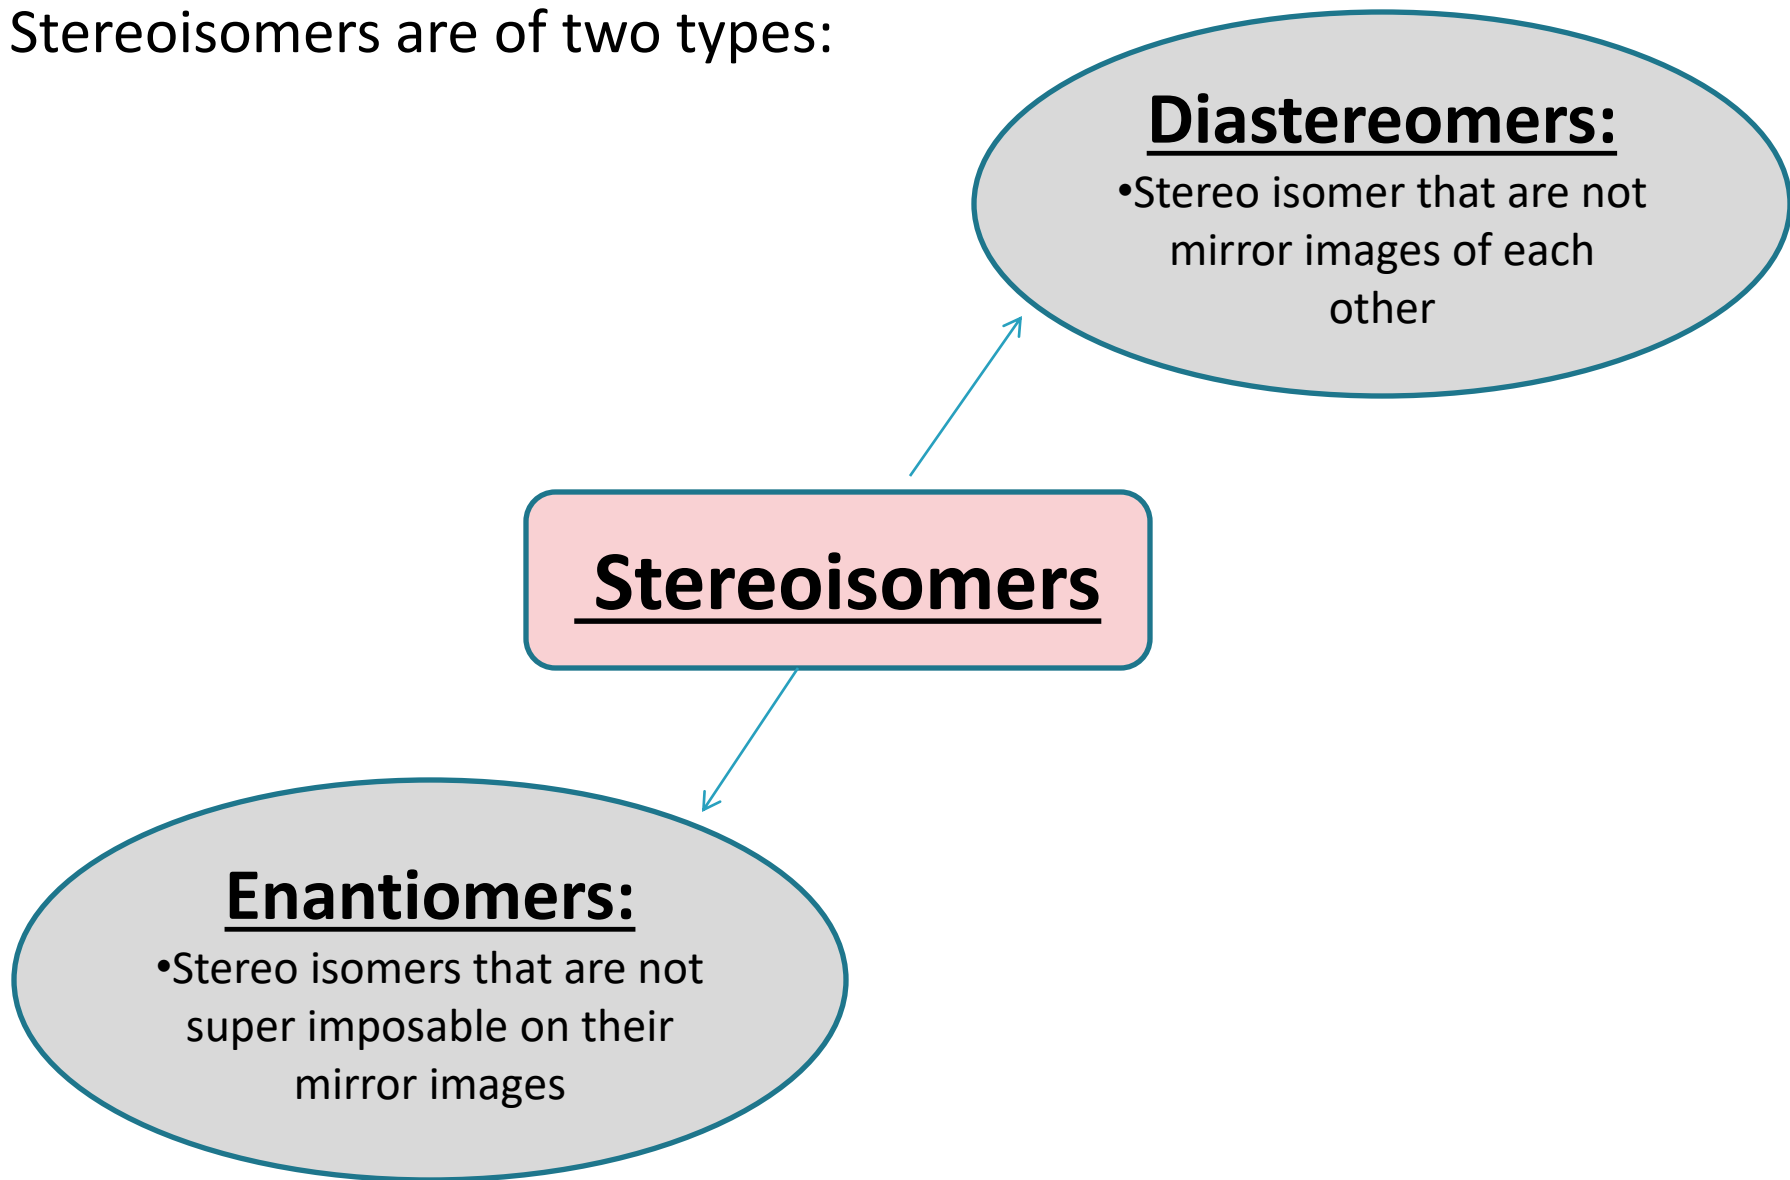 Stereoisomers are of two types:
Diastereomers:
•Stereo isomer that are not
mirror images of each
other
Stereoisomers
Enantiomers:
•Stereo isomers that are not
super imposable on their
mirror images